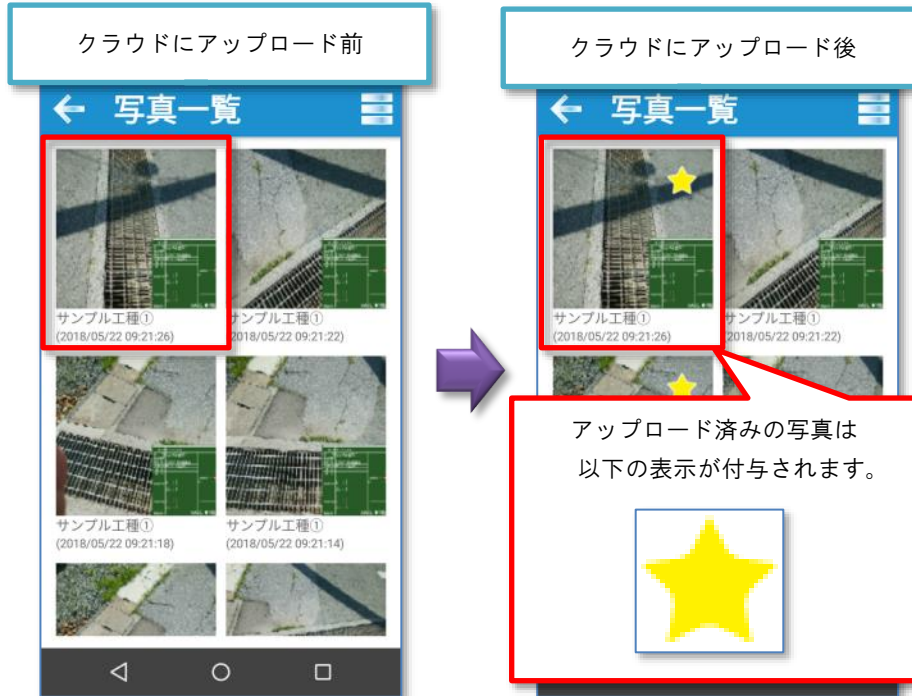 クラウドにアップロード前
クラウドにアップロード後
写真一覧
サンプル工種①
(2018/05/22 09:21:26)
サンプル工種①
(2018/05/22 09:21:22)
サンプル工種①
(2018/05/22 09:21:18)
サンプル工種①
(2018/05/22 09:21:14)
写真一覧
サンプル工種①
(2018/05/22 09:21:26)
サンプル工種①
(2018/05/22 09:21:22)
アップロード済みの写真は
以下の表示が付与されます。